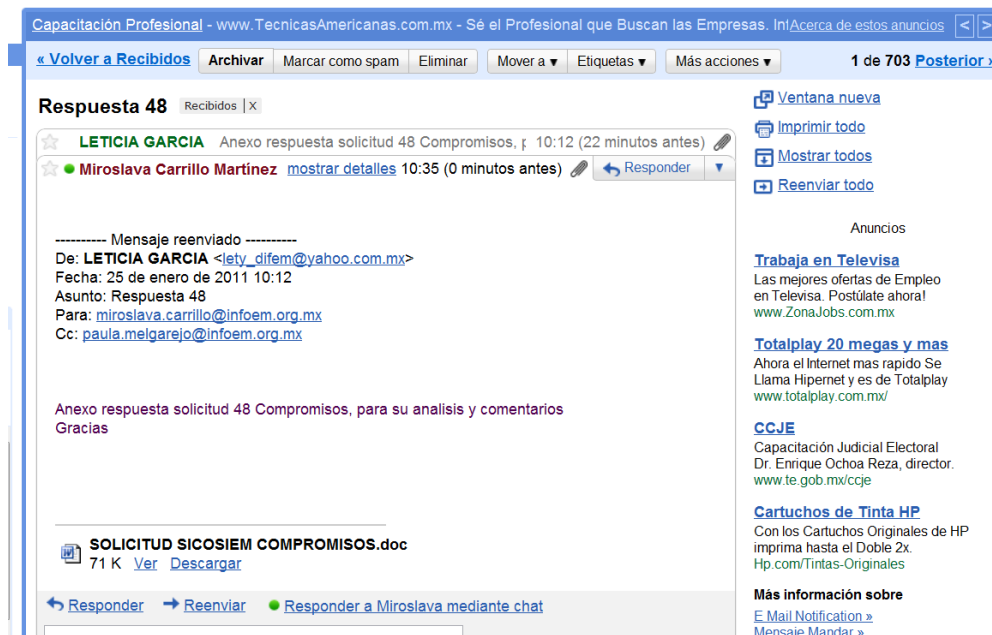 Capacitación Profesional - www.TecnicasAmericanas.com.mx - Sé el Profesional que Buscan las Empresas. Acerca de estos anuncios < >
« Volver a Recibidos Archivar Marcar como spam Eliminar Mover a ▼ Etiquetas ▼ Más acciones ▼ 1 de 703 Posterior ›
Respuesta 48 Recibidos | X
LETICIA GARCIA Anexo respuesta solicitud 48 Compromisos, 10:12 (22 minutos antes)
Miroslava Carrillo Martínez mostrar detalles 10:35 (0 minutos antes) Responder ▼
---------- Mensaje reenviado ----------
De: LETICIA GARCIA <lety_difem@yahoo.com.mx>
Fecha: 25 de enero de 2011 10:12
Asunto: Respuesta 48
Para: miroslava.carrillo@infoem.org.mx
Cc: paula.melgarejo@infoem.org.mx
Anexo respuesta solicitud 48 Compromisos, para su analisis y comentarios
Gracias
SOLICITUD SICOSIEM COMPROMISOS.doc
71 K Ver Descargar
Responder Reenviar Responder a Miroslava mediante chat
Ventana nueva
Imprimir todo
Mostrar todos
Reenviar todo
Anuncios
Trabaja en Televisa
Las mejores ofertas de Empleo
en Televisa. Postúlate ahora!
www.ZonaJobs.com.mx
Totalplay 20 megas y mas
Ahora el Internet mas rapido Se
Llama Hipernet y es de Totalplay
www.totalplay.com.mx/
CCJE
Capacitación Judicial Electoral
Dr. Enrique Ochoa Reza, director.
www.te.gob.mx/ccje
Cartuchos de Tinta HP
Con los Cartuchos Originales de HP
imprima hasta el Doble 2x.
Hp.com/Tintas-Originales
Más información sobre
E Mail Notification »
Mensaje Mandar »